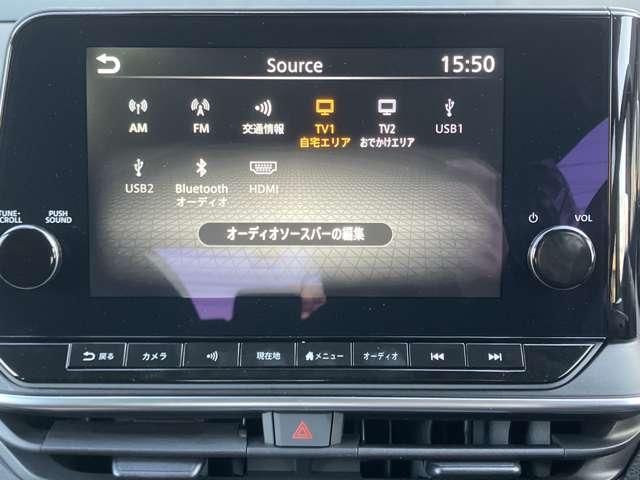 Source
15:50
AM
FM
交通情報
TV1
自宅エリア
TV2
おでかけエリア
USB1
USB2
Bluetooth
オーディオ
HDMI
オーディオソースバーの編集
TUNE・
SCROLL
PUSH
SOUND
VOL
戻る
カメラ
現在地
メニュー
オーディオ